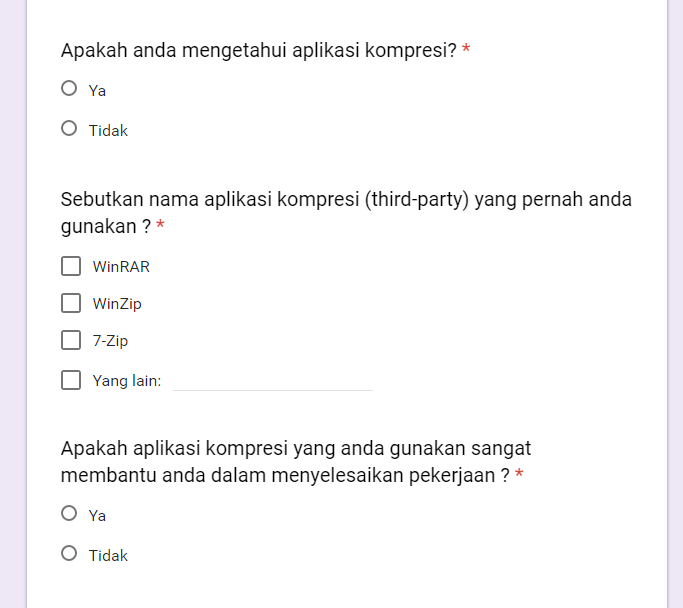 Apakah anda mengetahui aplikasi kompresi? *
Ya
Tidak
Sebutkan nama aplikasi kompresi (third-party) yang pernah anda
gunakan ? *
WinRAR
WinZip
7-Zip
Yang lain:
Apakah aplikasi kompresi yang anda gunakan sangat
membantu anda dalam menyelesaikan pekerjaan ? *
Ya
Tidak